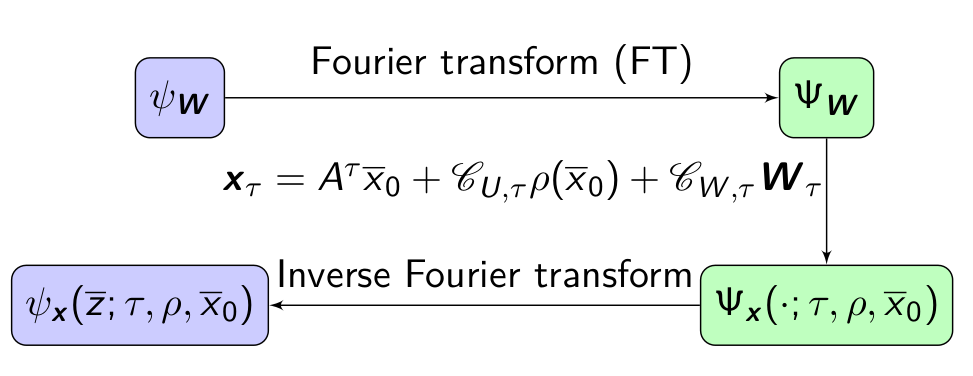 Fourier transform (FT)
ψ_W Ψ_W
x_τ = A^τ x̅_0 + 𝒞_{U,τ} ρ(x̅_0) + 𝒞_{W,τ} W_τ
Inverse Fourier transform
ψ_x(z̅; τ, ρ, x̅_0) Ψ_x(·; τ, ρ, x̅_0)